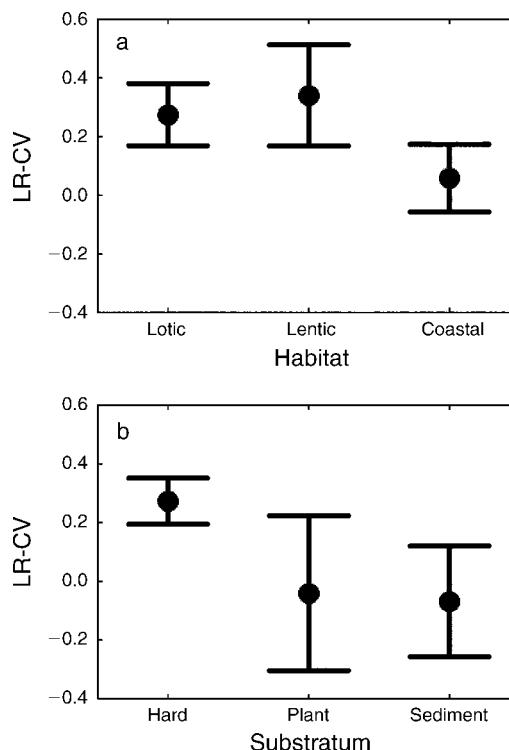 a
0.6
0.4
0.2
0.0
−0.2
−0.4
LR-CV
Lotic Lentic Coastal
Habitat
b
0.6
0.4
0.2
0.0
−0.2
−0.4
LR-CV
Hard Plant Sediment
Substratum